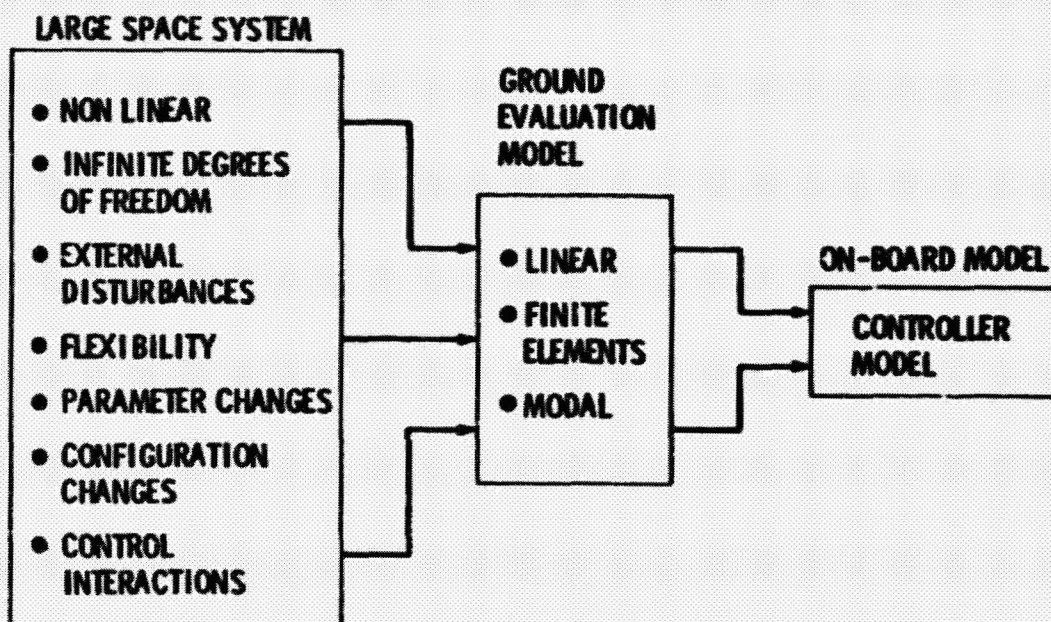 LARGE SPACE SYSTEM
● NON LINEAR
● INFINITE DEGREES
OF FREEDOM
● EXTERNAL
DISTURBANCES
● FLEXIBILITY
● PARAMETER CHANGES
● CONFIGURATION
CHANGES
● CONTROL
INTERACTIONS
GROUND
EVALUATION
MODEL
● LINEAR
● FINITE
ELEMENTS
● MODAL
ON-BOARD MODEL
CONTROLLER
MODEL